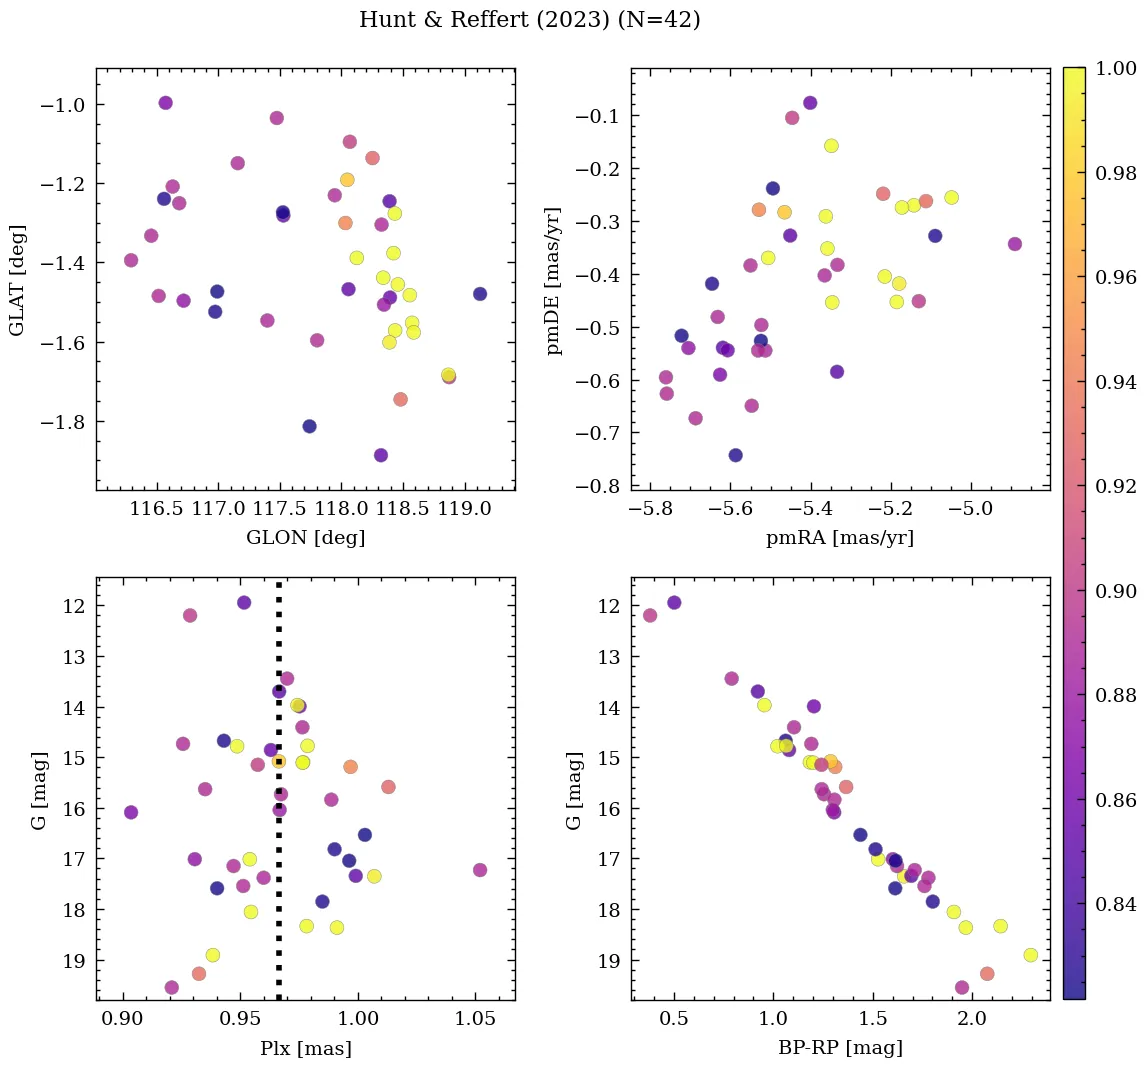 Hunt & Reffert (2023) (N=42)
−1.0
−1.2
−1.4
−1.6
−1.8
GLAT [deg]
116.5 117.0 117.5 118.0 118.5 119.0
GLON [deg]
−0.1
−0.2
−0.3
−0.4
−0.5
−0.6
−0.7
−0.8
pmDE [mas/yr]
−5.8 −5.6 −5.4 −5.2 −5.0
pmRA [mas/yr]
12
13
14
15
16
17
18
19
G [mag]
0.90 0.95 1.00 1.05
Plx [mas]
12
13
14
15
16
17
18
19
G [mag]
0.5 1.0 1.5 2.0
BP-RP [mag]
1.00
0.98
0.96
0.94
0.92
0.90
0.88
0.86
0.84